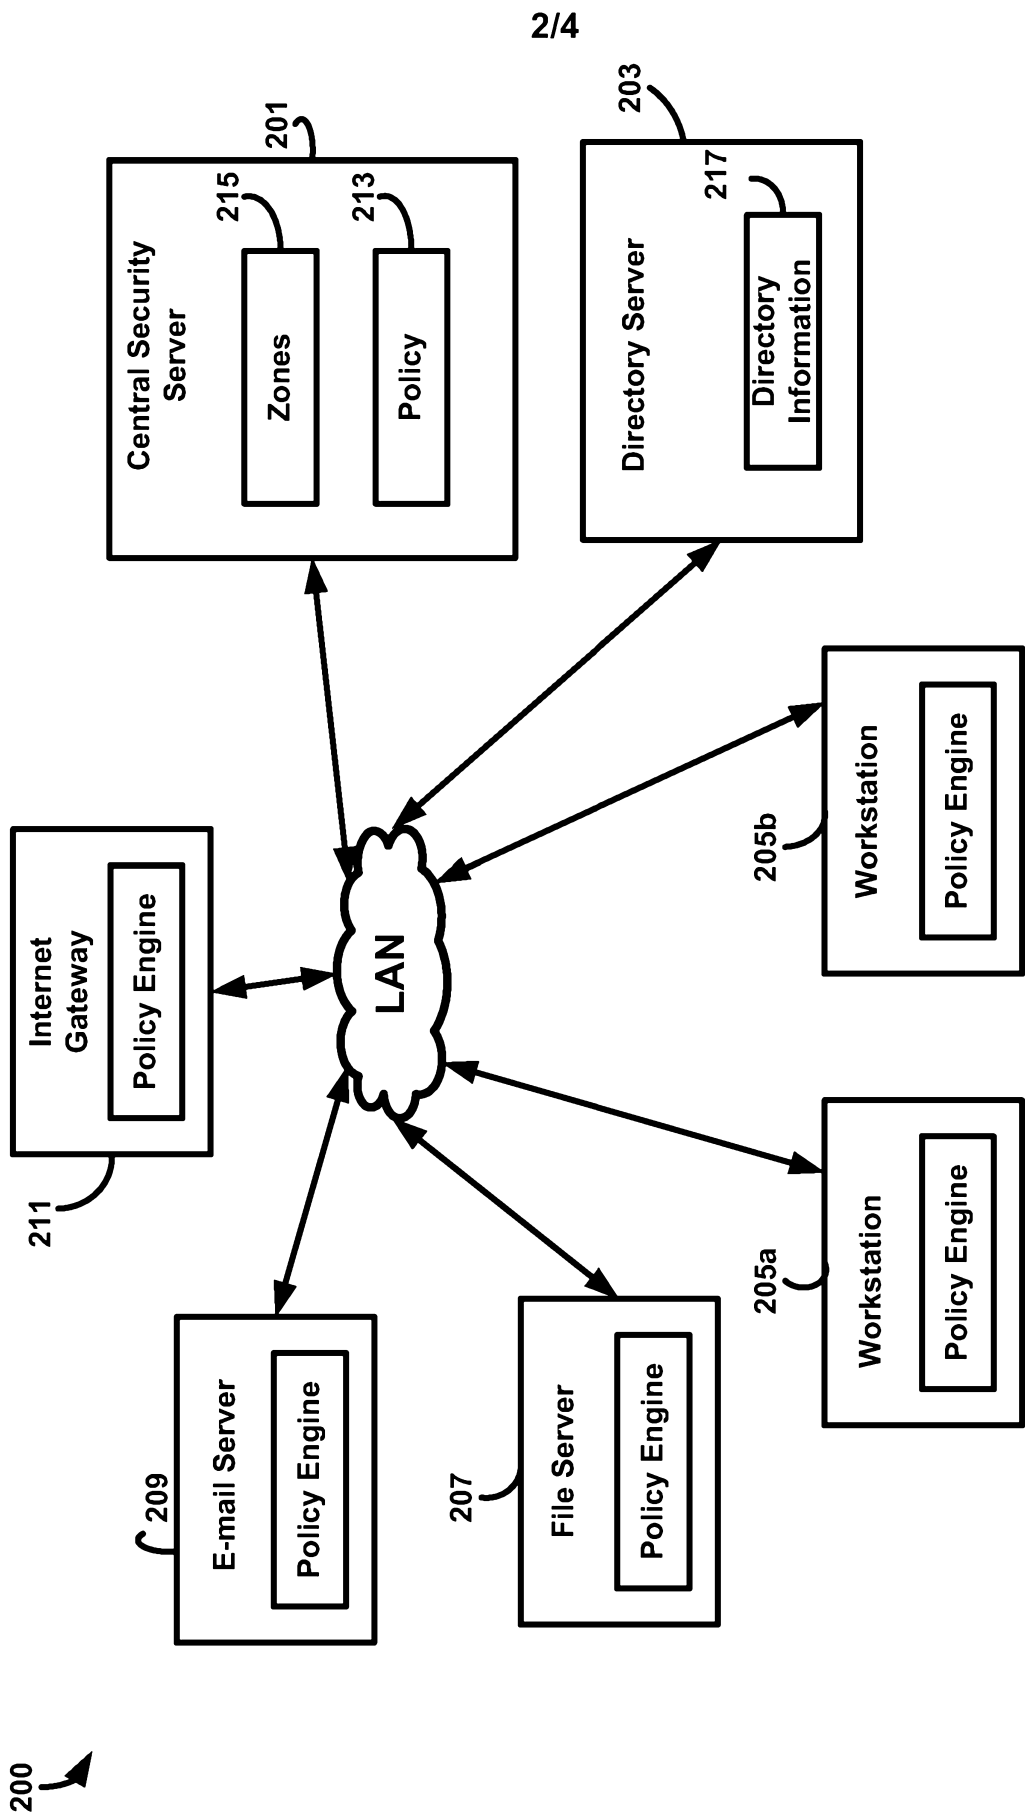 2/4
200
211
Internet
Gateway
Policy Engine
209
E-mail Server
Policy Engine
207
File Server
Policy Engine
205a
Workstation
Policy Engine
205b
Workstation
Policy Engine
LAN
201
Central Security
Server
215
Zones
213
Policy
203
Directory Server
217
Directory
Information